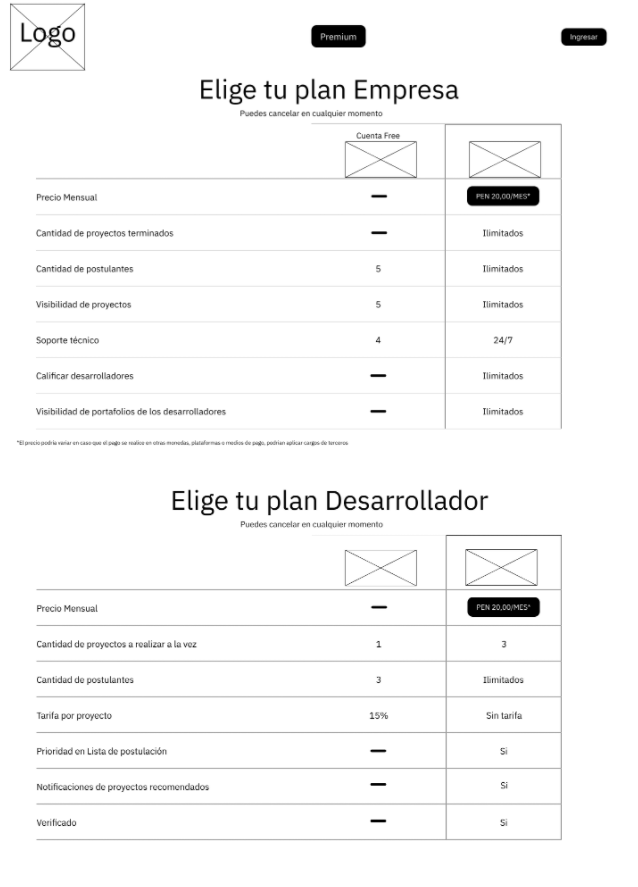 Logo
Premium
Ingresar
Elige tu plan Empresa
Puedes cancelar en cualquier momento
Cuenta Free
Precio Mensual — PEN 20,00/MES*
Cantidad de proyectos terminados — Ilimitados
Cantidad de postulantes 5 Ilimitados
Visibilidad de proyectos 5 Ilimitados
Soporte técnico 4 24/7
Calificar desarrolladores — Ilimitados
Visibilidad de portafolios de los desarrolladores — Ilimitados
*El precio podría variar en caso que el pago se realice en otras monedas, plataformas o medios de pago, podrían aplicar cargos de terceros
Elige tu plan Desarrollador
Puedes cancelar en cualquier momento
Precio Mensual — PEN 20,00/MES*
Cantidad de proyectos a realizar a la vez 1 3
Cantidad de postulantes 3 Ilimitados
Tarifa por proyecto 15% Sin tarifa
Prioridad en Lista de postulación — Si
Notificaciones de proyectos recomendados — Si
Verificado — Si